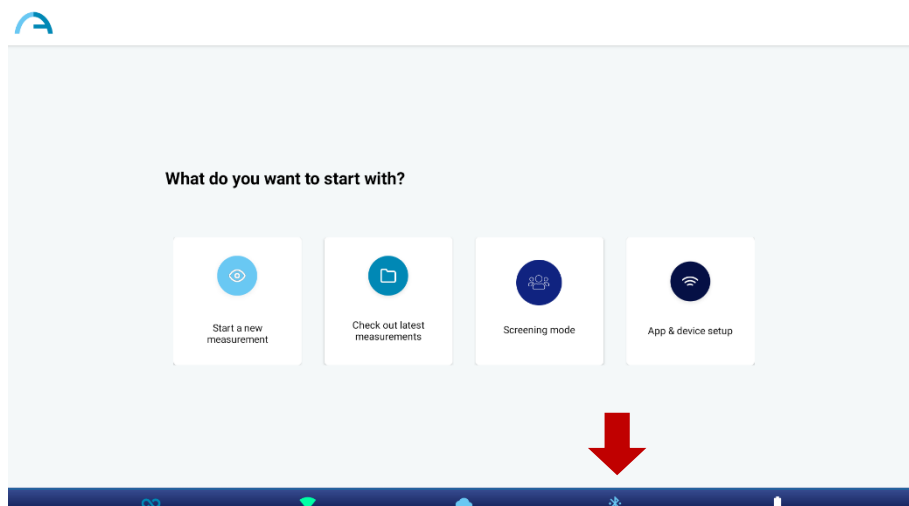 What do you want to start with?
Start a new
measurement
Check out latest
measurements
Screening mode
App & device setup